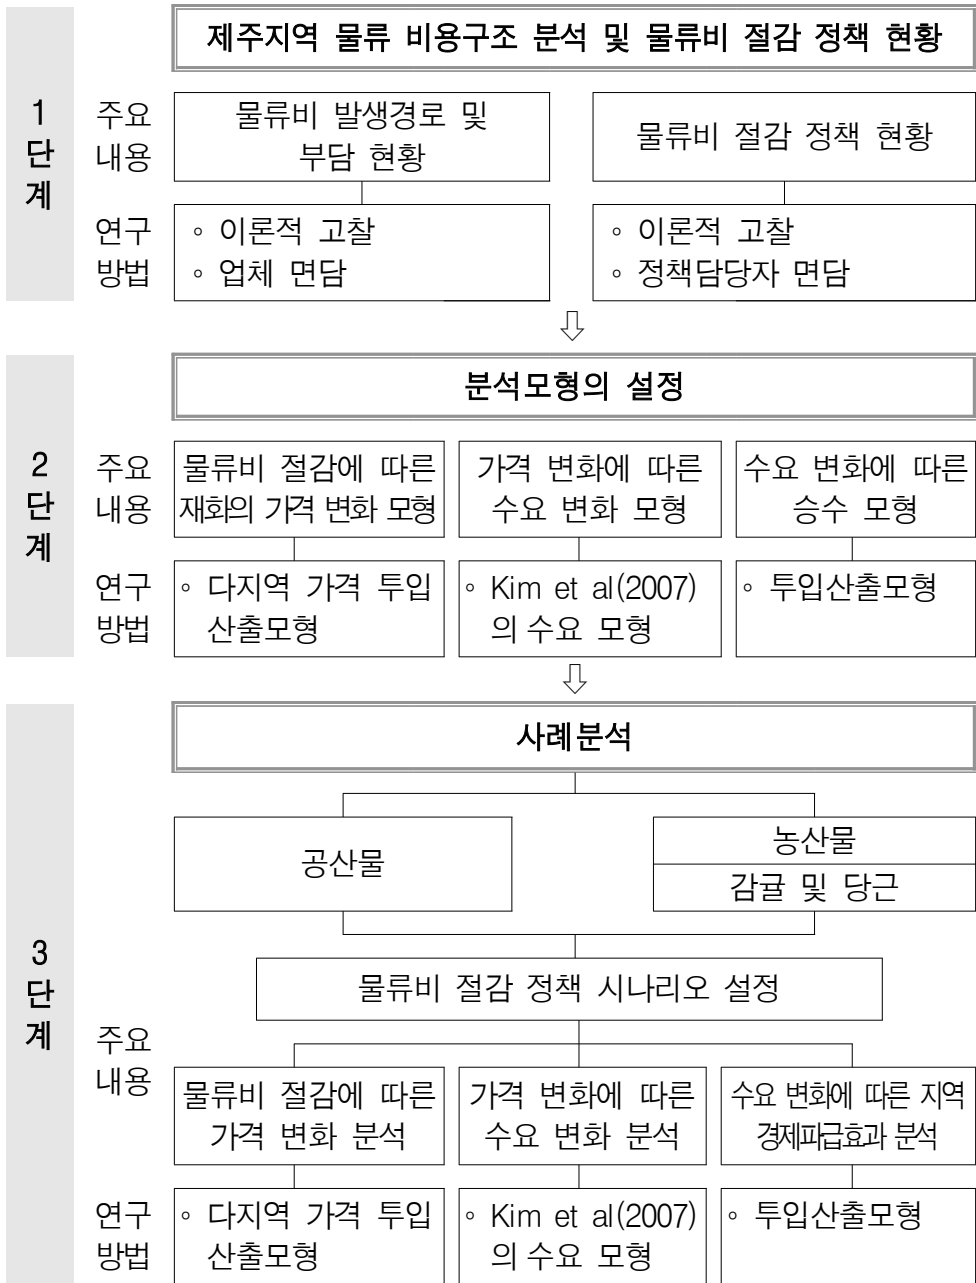 제주지역 물류 비용구조 분석 및 물류비 절감 정책 현황
1
단
계
주요
내용
물류비 발생경로 및
부담 현황
물류비 절감 정책 현황
연구
방법
◦ 이론적 고찰
◦ 업체 면담
◦ 이론적 고찰
◦ 정책담당자 면담
⇩
분석모형의 설정
2
단
계
주요
내용
물류비 절감에 따른
재화의 가격 변화 모형
가격 변화에 따른
수요 변화 모형
수요 변화에 따른
승수 모형
연구
방법
◦ 다지역 가격 투입
산출모형
◦ Kim et al(2007)
의 수요 모형
◦ 투입산출모형
⇩
사례분석
3
단
계
공산물
농산물
감귤 및 당근
물류비 절감 정책 시나리오 설정
주요
내용
물류비 절감에 따른
가격 변화 분석
가격 변화에 따른
수요 변화 분석
수요 변화에 따른 지역
경제파급효과 분석
연구
방법
◦ 다지역 가격 투입
산출모형
◦ Kim et al(2007)
의 수요 모형
◦ 투입산출모형